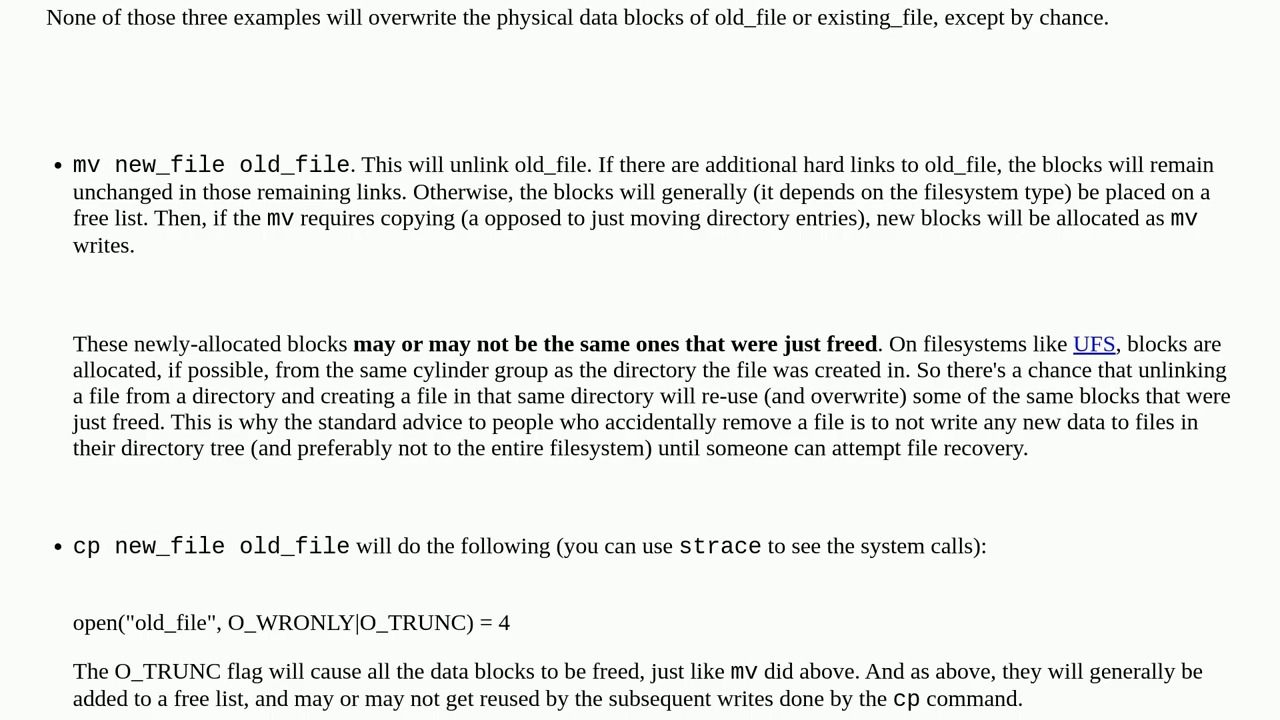 None of those three examples will overwrite the physical data blocks of old_file or existing_file, except by chance.
• mv new_file old_file. This will unlink old_file. If there are additional hard links to old_file, the blocks will remain
unchanged in those remaining links. Otherwise, the blocks will generally (it depends on the filesystem type) be placed on a
free list. Then, if the mv requires copying (a opposed to just moving directory entries), new blocks will be allocated as mv
writes.
These newly-allocated blocks may or may not be the same ones that were just freed. On filesystems like UFS, blocks are
allocated, if possible, from the same cylinder group as the directory the file was created in. So there's a chance that unlinking
a file from a directory and creating a file in that same directory will re-use (and overwrite) some of the same blocks that were
just freed. This is why the standard advice to people who accidentally remove a file is to not write any new data to files in
their directory tree (and preferably not to the entire filesystem) until someone can attempt file recovery.
• cp new_file old_file will do the following (you can use strace to see the system calls):
open("old_file", O_WRONLY|O_TRUNC) = 4
The O_TRUNC flag will cause all the data blocks to be freed, just like mv did above. And as above, they will generally be
added to a free list, and may or may not get reused by the subsequent writes done by the cp command.